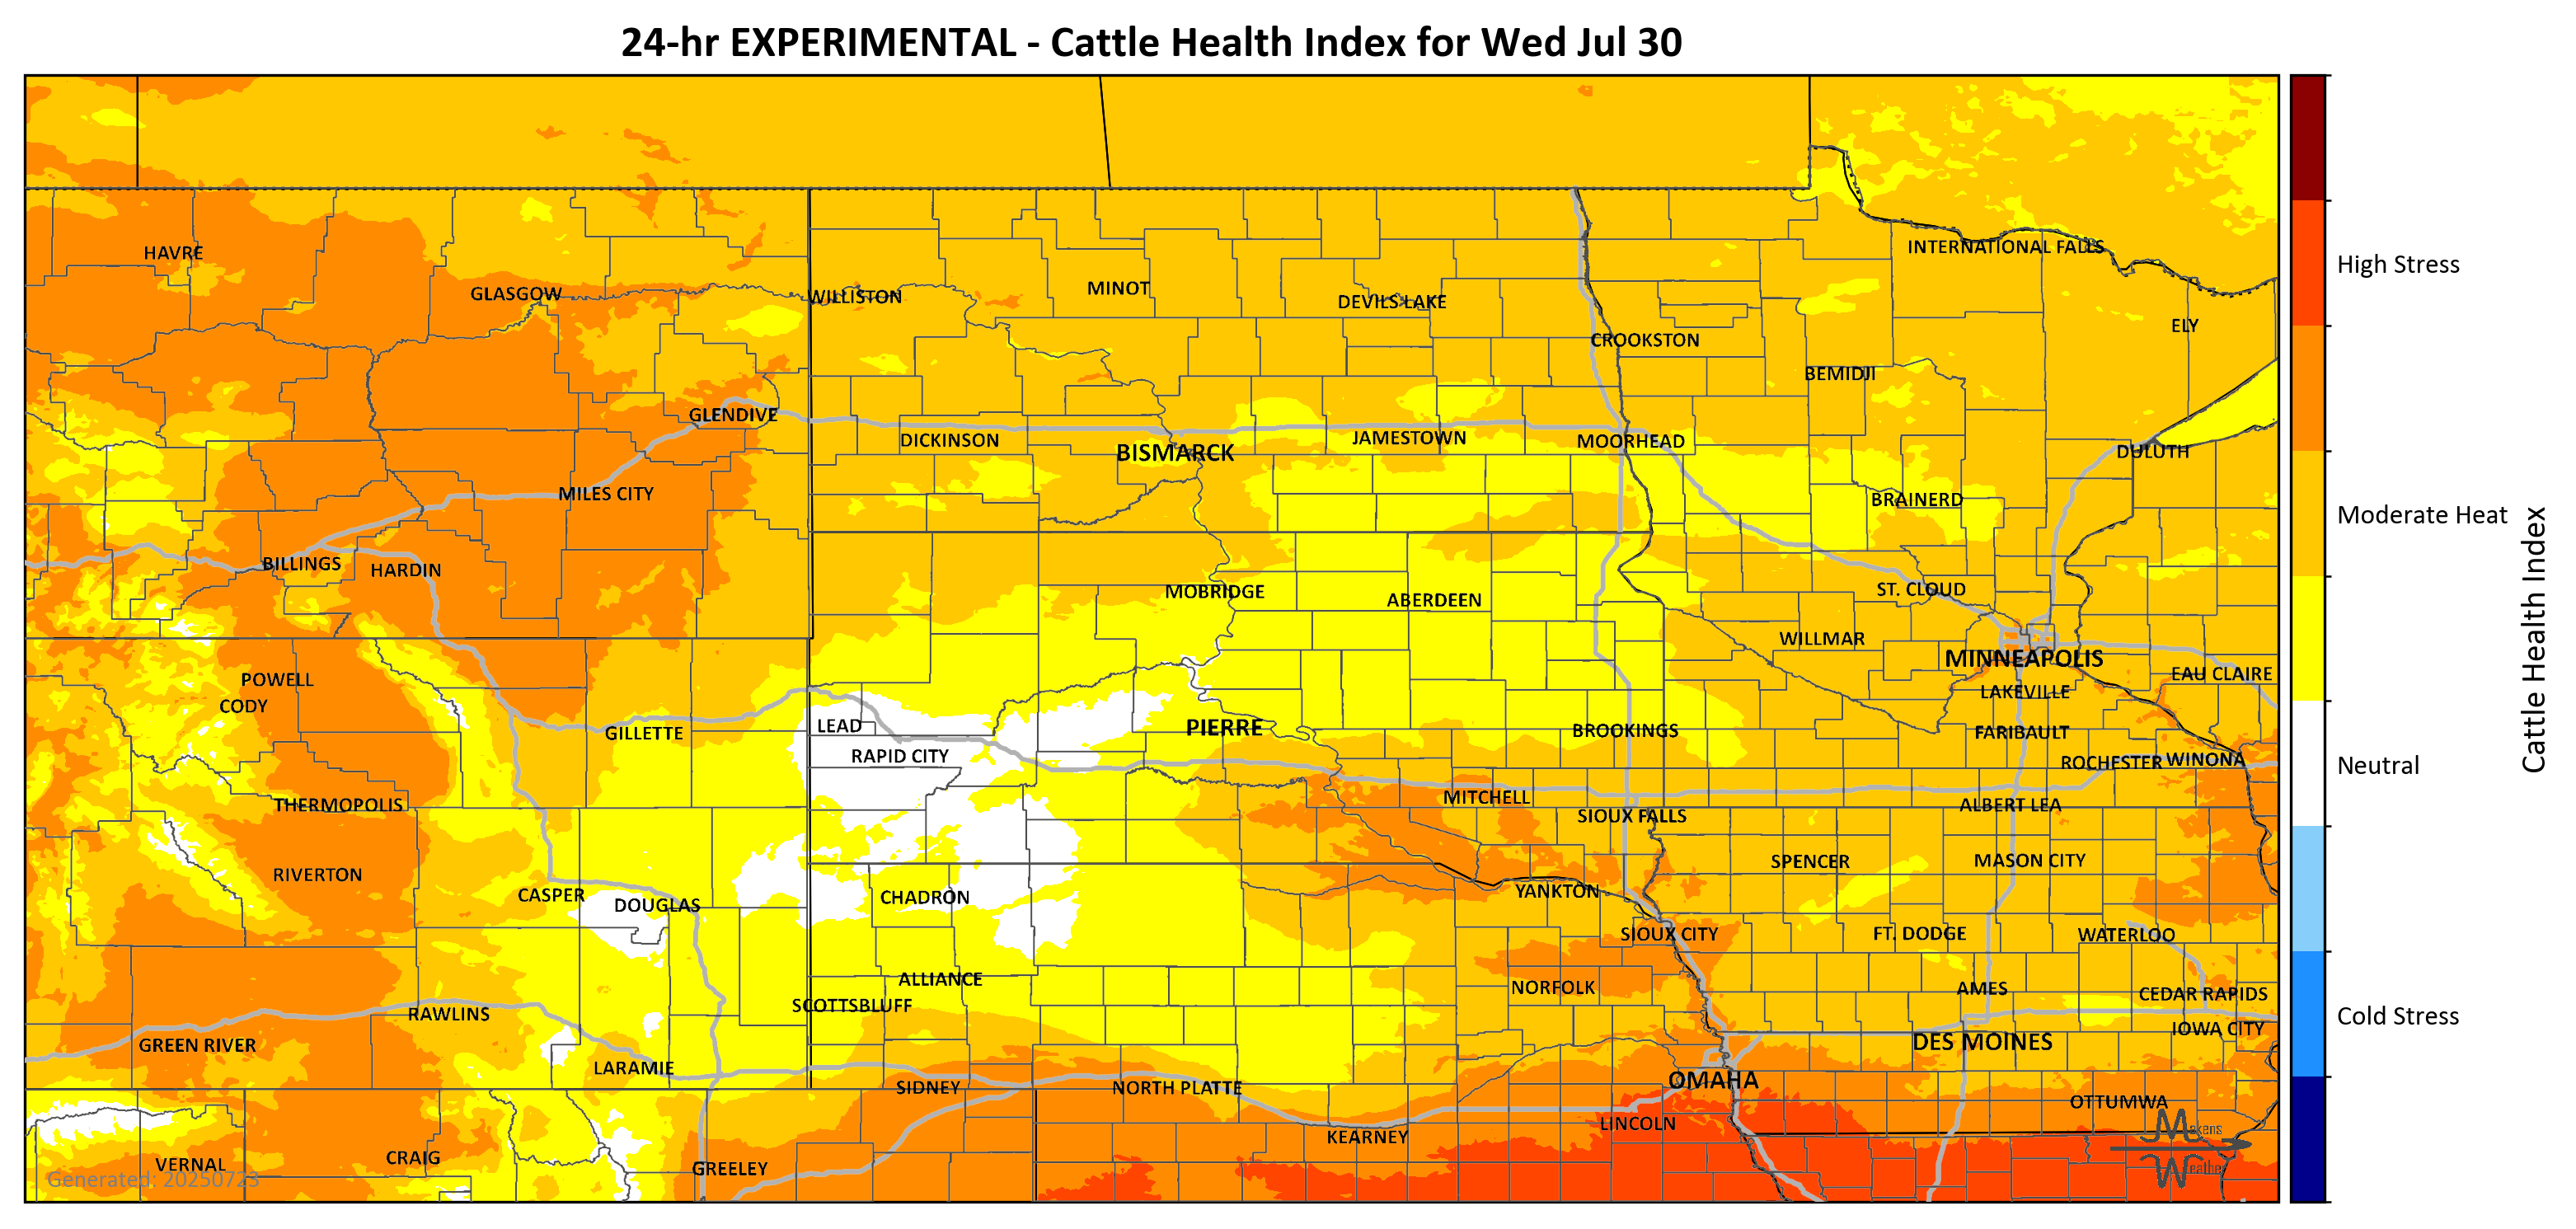 24-hr EXPERIMENTAL - Cattle Health Index for Wed Jul 30
HAVRE
INTERNATIONAL FALLS
High Stress
GLASGOW
WILLISTON
MINOT
DEVILS LAKE
ELY
CROOKSTON
BEMIDJI
GLENDIVE
DICKINSON
BISMARCK
JAMESTOWN
MOORHEAD
DULUTH
MILES CITY
BRAINERD
Moderate Heat
BILLINGS
HARDIN
MOBRIDGE
ABERDEEN
ST. CLOUD
WILLMAR
MINNEAPOLIS
Cattle Health Index
POWELL
EAU CLAIRE
CODY
LAKEVILLE
GILLETTE
LEAD
PIERRE
BROOKINGS
FARIBAULT
RAPID CITY
ROCHESTER
WINONA
Neutral
THERMOPOLIS
MITCHELL
ALBERT LEA
SIOUX FALLS
RIVERTON
SPENCER
MASON CITY
CASPER
DOUGLAS
CHADRON
YANKTON
SIOUX CITY
FT. DODGE
WATERLOO
ALLIANCE
NORFOLK
AMES
CEDAR RAPIDS
SCOTTSBLUFF
RAWLINS
Cold Stress
GREEN RIVER
DES MOINES
IOWA CITY
LARAMIE
SIDNEY
NORTH PLATTE
OMAHA
OTTUMWA
LINCOLN
KEARNEY
Makens
Weather
VERNAL
CRAIG
GREELEY
Generated: 20250723